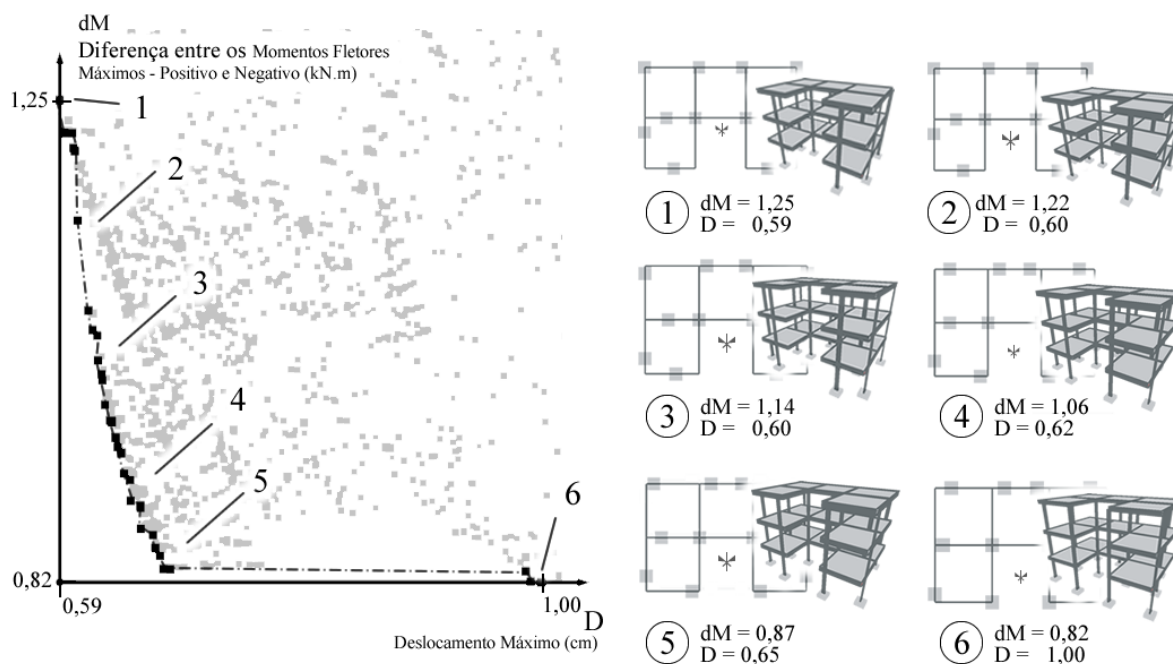 dM
Diferença entre os Momentos Fletores
Máximos - Positivo e Negativo (kN.m)
1,25
1
2
3
4
5
6
0,82
0,59
1,00
D
Deslocamento Máximo (cm)
1
dM = 1,25
D = 0,59
2
dM = 1,22
D = 0,60
3
dM = 1,14
D = 0,60
4
dM = 1,06
D = 0,62
5
dM = 0,87
D = 0,65
6
dM = 0,82
D = 1,00